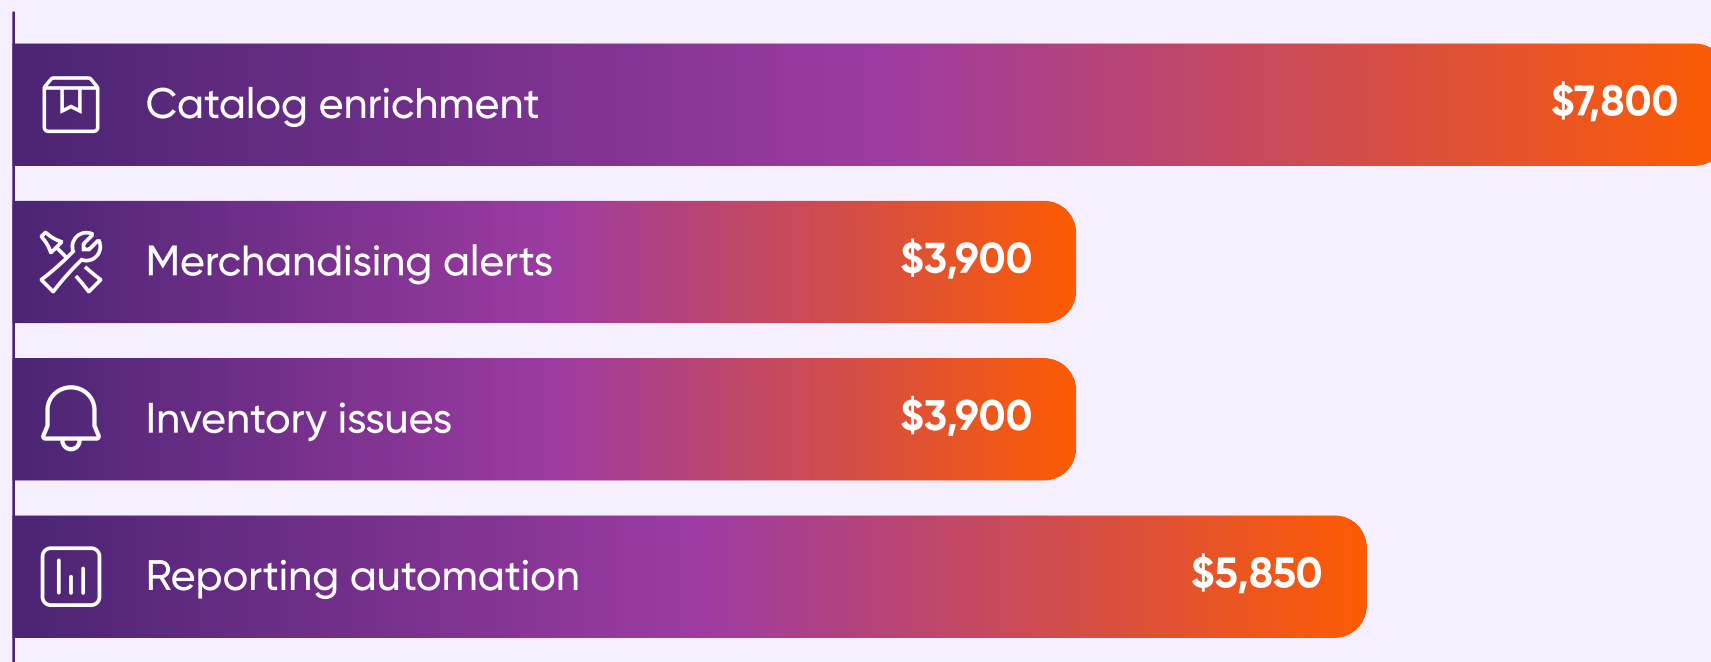 Catalog enrichment $7,800
Merchandising alerts $3,900
Inventory issues $3,900
Reporting automation $5,850